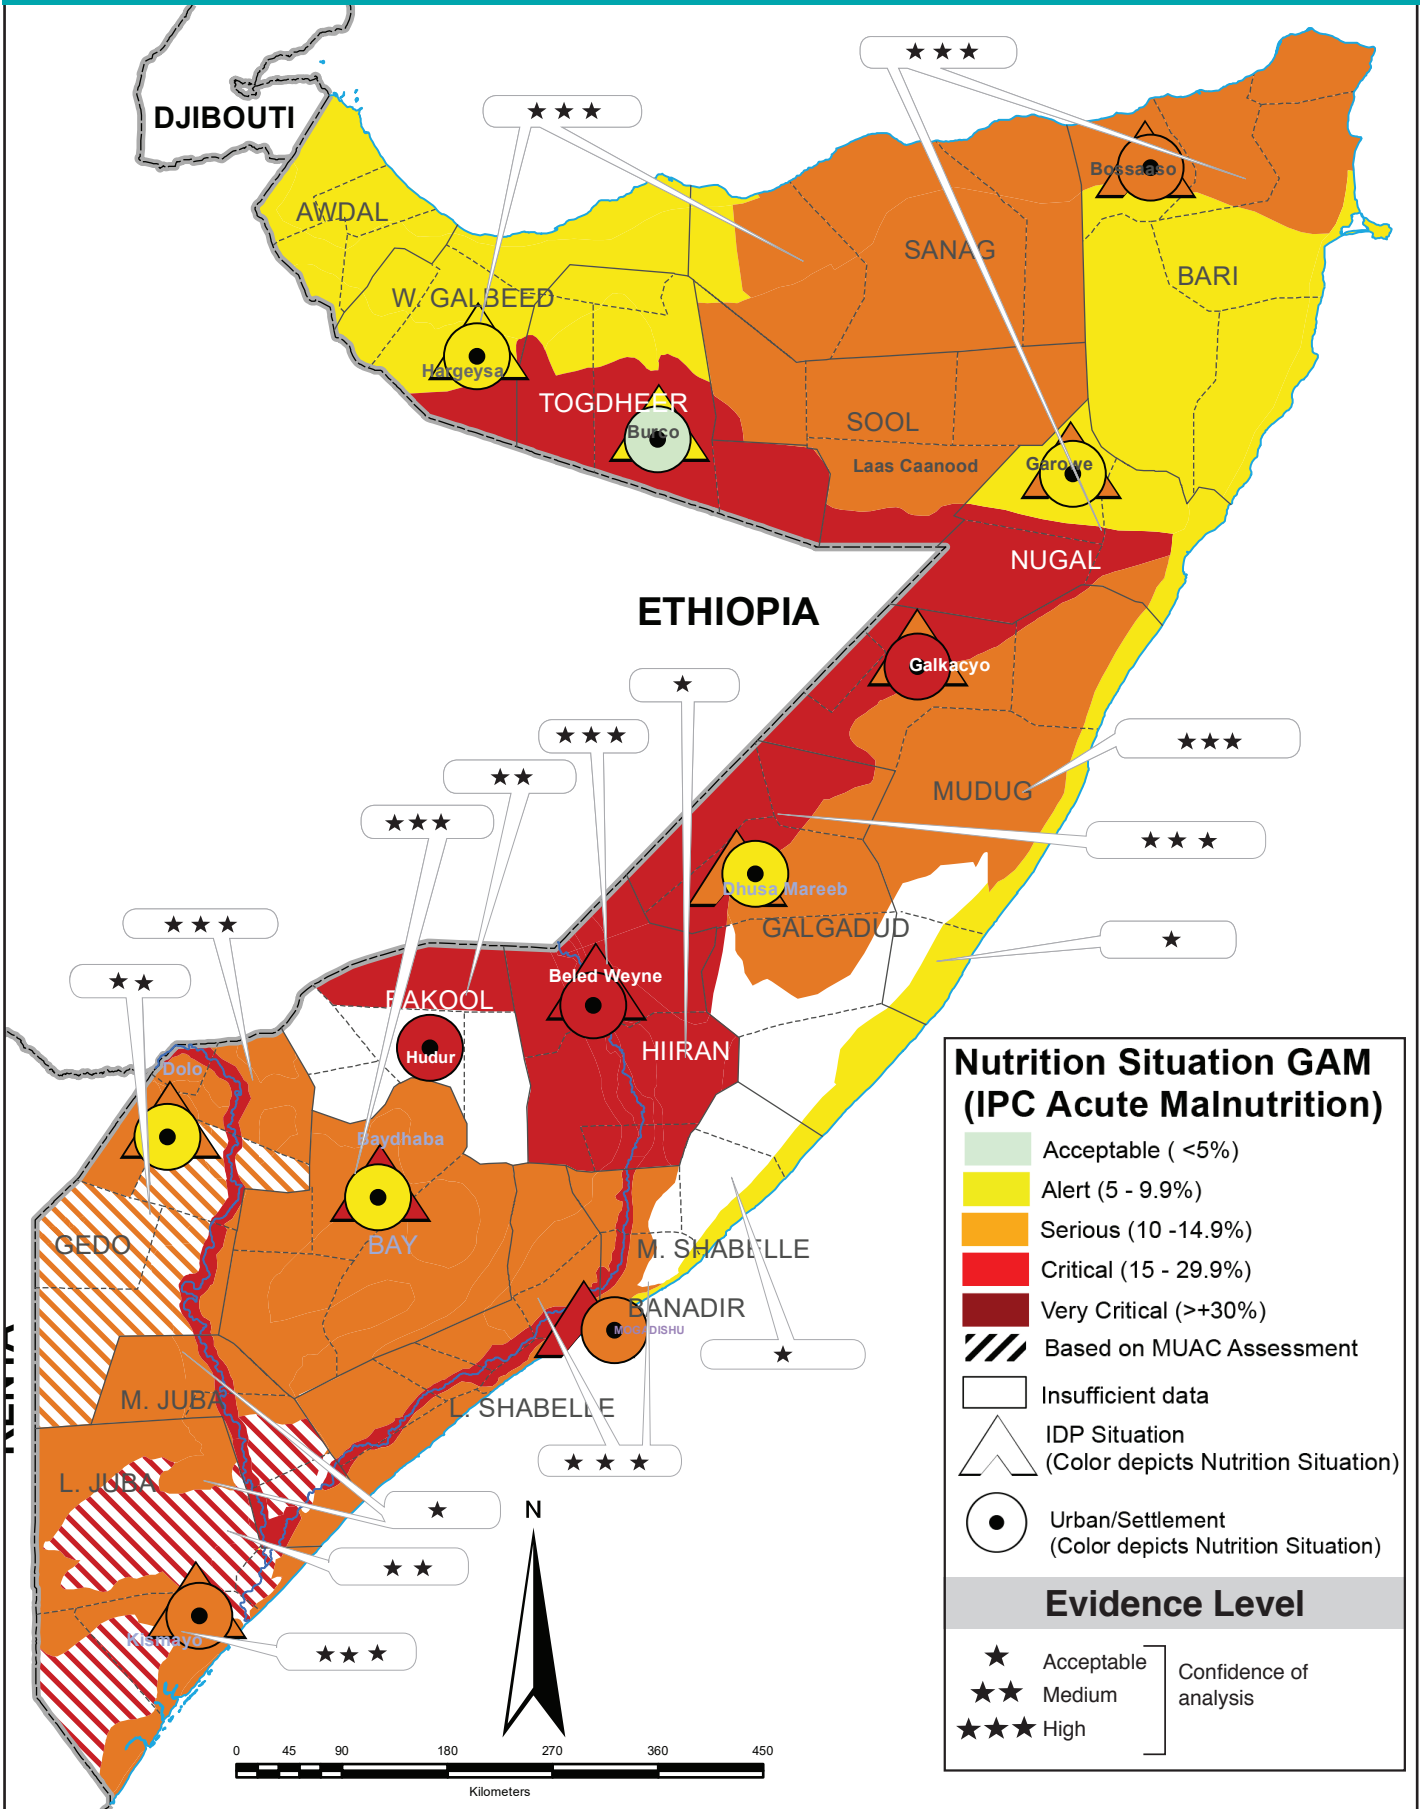 DJIBOUTI
AWDAL
W. GALBEED
Hargeysa
TOGDHEER
Burco
SANAG
SOOL
Laas Caanood
Bossaaso
BARI
Garowe
NUGAL
ETHIOPIA
Galkacyo
MUDUG
Dhusa Mareeb
GALGADUD
Beled Weyne
BAKOOL
Hudur
HIIRAN
Dolo
Baydhaba
BAY
GEDO
M. SHABELLE
BANADIR
MOGADISHU
KENYA
M. JUBA
L. SHABELLE
L. JUBA
Kismayo
N
0 45 90 180 270 360 450
Kilometers
Nutrition Situation GAM
(IPC Acute Malnutrition)
Acceptable ( <5%)
Alert (5 - 9.9%)
Serious (10 -14.9%)
Critical (15 - 29.9%)
Very Critical (>+30%)
Based on MUAC Assessment
Insufficient data
IDP Situation
(Color depicts Nutrition Situation)
Urban/Settlement
(Color depicts Nutrition Situation)
Evidence Level
Acceptable
Medium
High
Confidence of
analysis